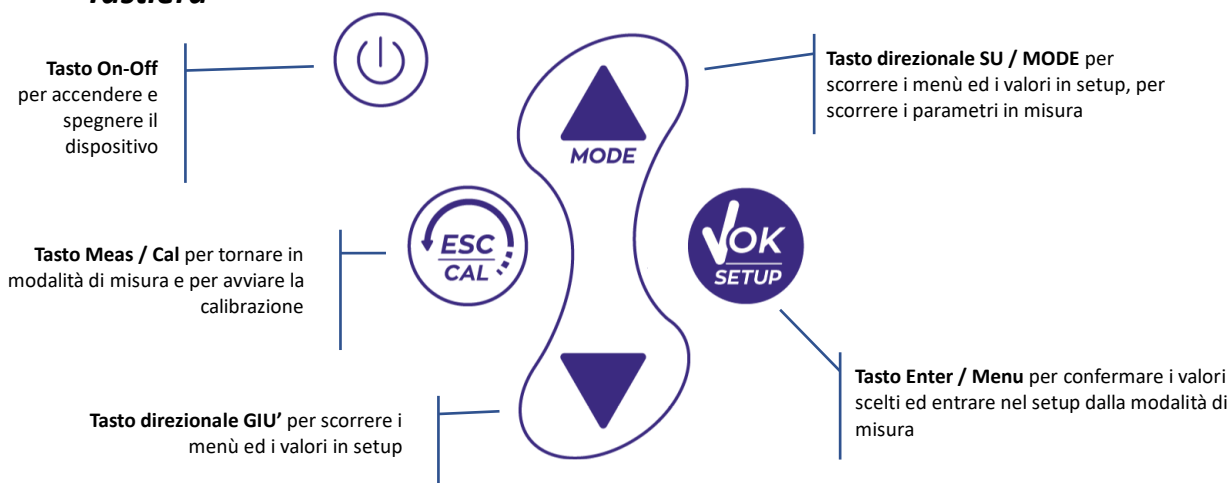 Tastiera
Tasto On-Off
per accendere e
spegnere il
dispositivo
MODE
Tasto direzionale SU / MODE per
scorrere i menù ed i valori in setup, per
scorrere i parametri in misura
Tasto Meas / Cal per tornare in
modalità di misura e per avviare la
calibrazione
ESC
CAL
OK
SETUP
Tasto direzionale GIU’ per scorrere i
menù ed i valori in setup
Tasto Enter / Menu per confermare i valori
scelti ed entrare nel setup dalla modalità di
misura